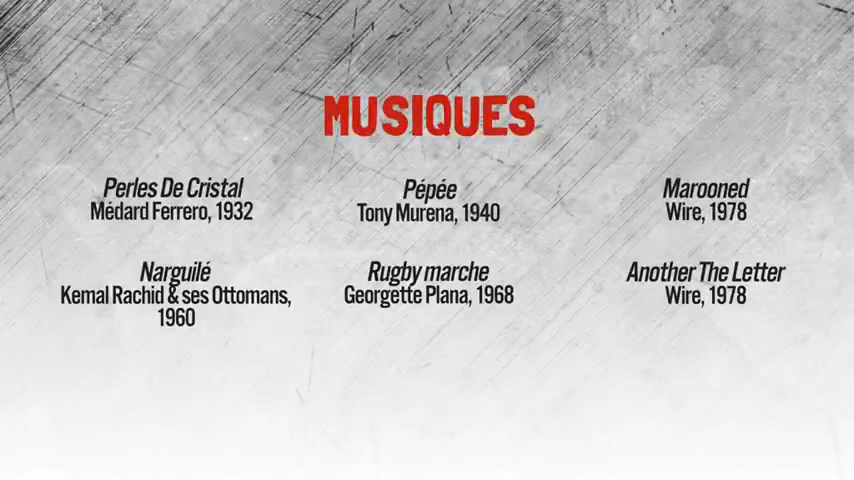 MUSIQUES
Perles De Cristal
Médard Ferrero, 1932
Pépée
Tony Murena, 1940
Marooned
Wire, 1978
Narguilé
Kemal Rachid & ses Ottomans,
1960
Rugby marche
Georgette Plana, 1968
Another The Letter
Wire, 1978